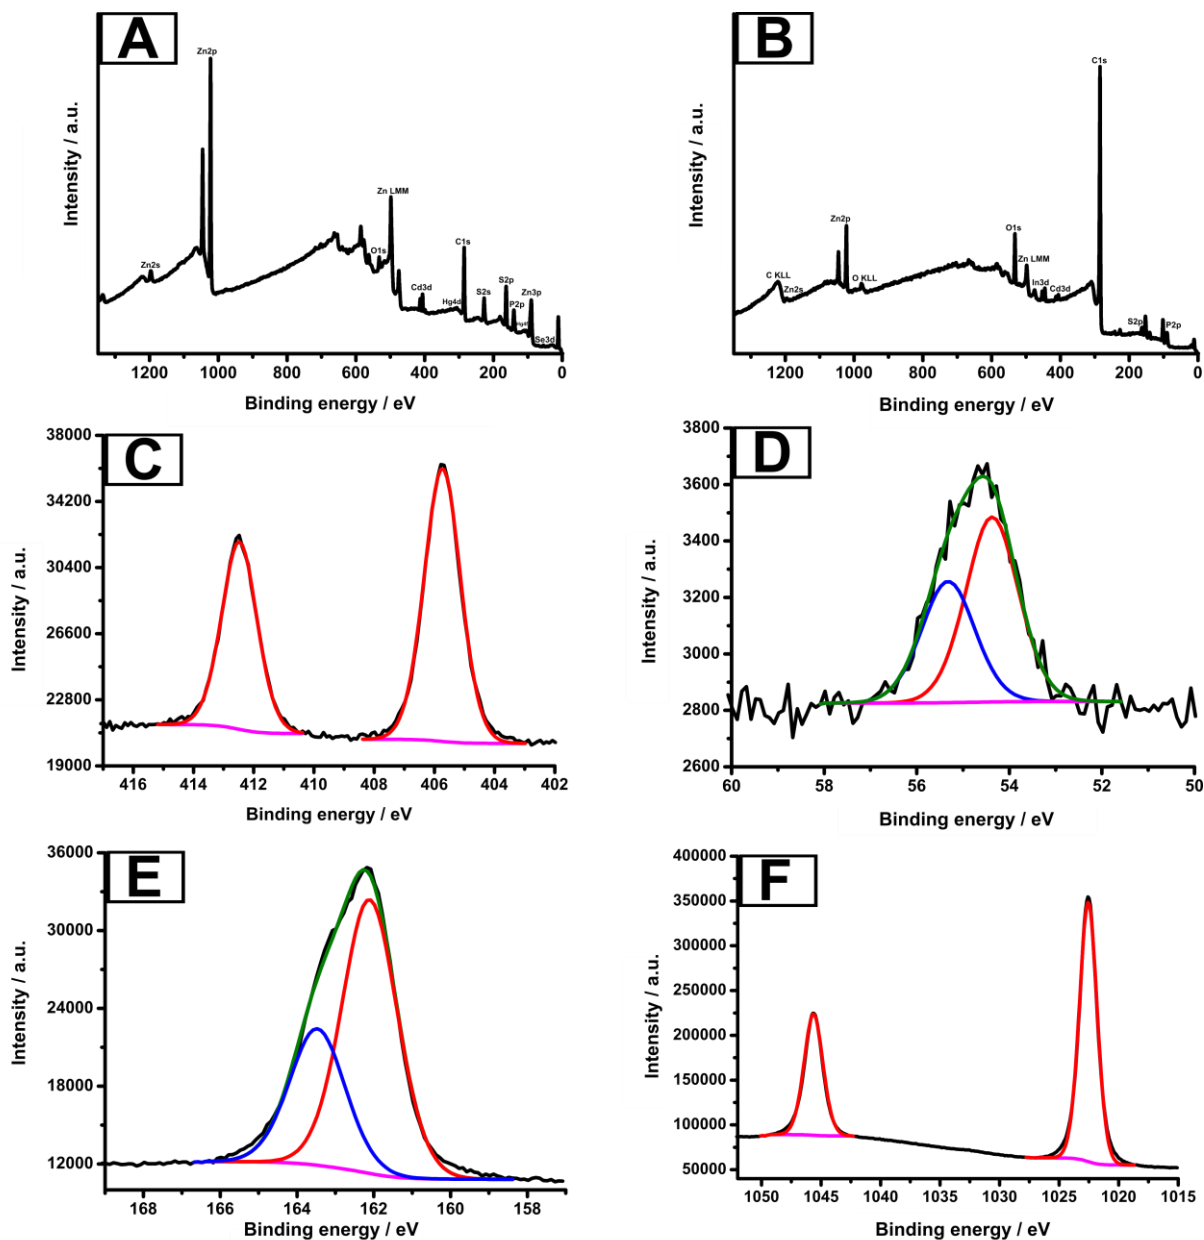 A
Zn2p
Zn2s
O1s
Zn LMM
Cd3d
Hg4d
C1s
S2s
S2p
P2p
Zn3p
Se3d
Intensity / a.u.
1200 1000 800 600 400 200 0
Binding energy / eV
B
C1s
Zn2p
C KLL
Zn2s
O KLL
O1s
Zn LMM
In3d
Cd3d
S2p
P2p
Intensity / a.u.
1200 1000 800 600 400 200 0
Binding energy / eV
C
38000
34200
30400
26600
22800
19000
Intensity / a.u.
416 414 412 410 408 406 404 402
Binding energy / eV
D
3800
3600
3400
3200
3000
2800
2600
Intensity / a.u.
60 58 56 54 52 50
Binding energy / eV
E
36000
30000
24000
18000
12000
Intensity / a.u.
168 166 164 162 160 158
Binding energy / eV
F
400000
350000
300000
250000
200000
150000
100000
50000
Intensity / a.u.
1050 1045 1040 1035 1030 1025 1020 1015
Binding energy / eV